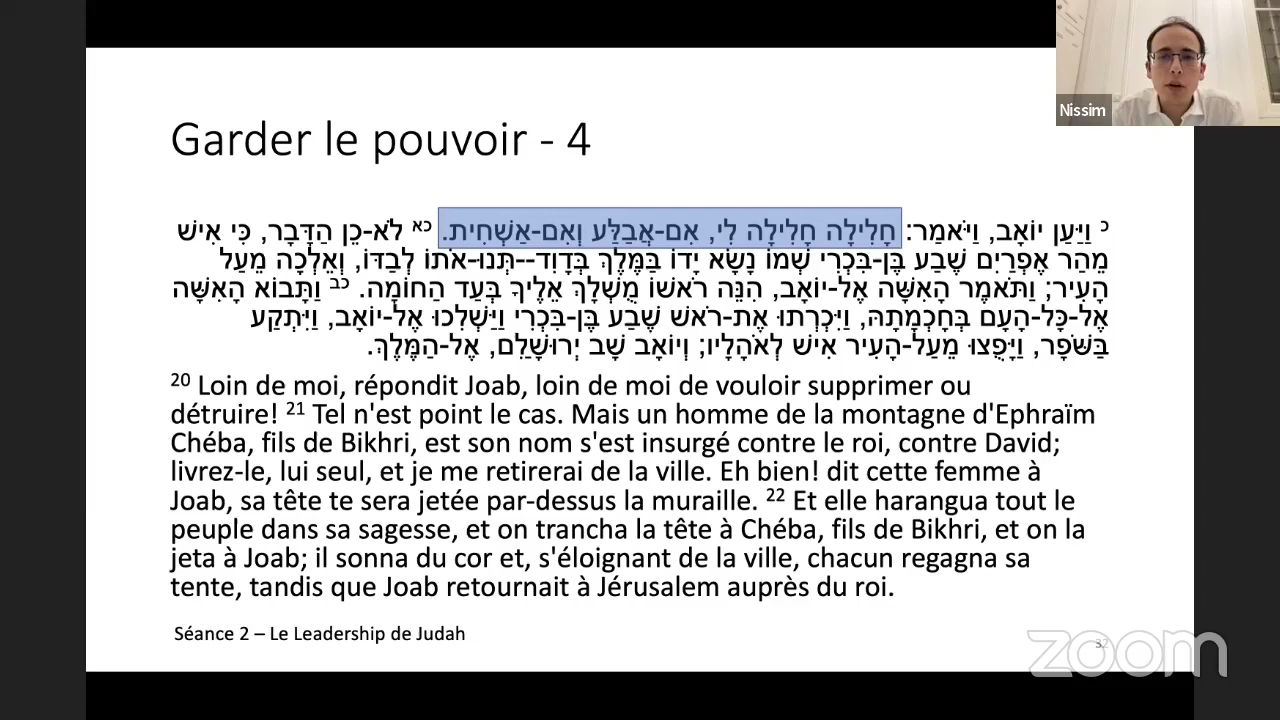 Nissim
Garder le pouvoir - 4
כ וַיַּעַן יוֹאָב, וַיֹּאמַר: חָלִילָה חָלִילָה לִי, אִם-אֲבַלַּע וְאִם-אַשְׁחִית. כא לֹא-כֵן הַדָּבָר, כִּי אִישׁ
מֵהַר אֶפְרַיִם שֶׁבַע בֶּן-בִּכְרִי שְׁמוֹ נָשָׂא יָדוֹ בַּמֶּלֶךְ בְּדָוִד--תְּנוּ-אֹתוֹ לְבַדּוֹ, וְאֵלְכָה מֵעַל
הָעִיר; וַתֹּאמֶר הָאִשָּׁה אֶל-יוֹאָב, הִנֵּה רֹאשׁוֹ מֻשְׁלָךְ אֵלֶיךָ בְּעַד הַחוֹמָה. כב וַתָּבוֹא הָאִשָּׁה
אֶל-כָּל-הָעָם בְּחָכְמָתָהּ, וַיִּכְרְתוּ אֶת-רֹאשׁ שֶׁבַע בֶּן-בִּכְרִי וַיַּשְׁלִכוּ אֶל-יוֹאָב, וַיִּתְקַע
בַּשֹּׁפָר, וַיָּפֻצוּ מֵעַל-הָעִיר אִישׁ לְאֹהָלָיו; וְיוֹאָב שָׁב יְרוּשָׁלִַם, אֶל-הַמֶּלֶךְ.
20 Loin de moi, répondit Joab, loin de moi de vouloir supprimer ou
détruire! 21 Tel n'est point le cas. Mais un homme de la montagne d'Ephraïm
Chéba, fils de Bikhri, est son nom s'est insurgé contre le roi, contre David;
livrez-le, lui seul, et je me retirerai de la ville. Eh bien! dit cette femme à
Joab, sa tête te sera jetée par-dessus la muraille. 22 Et elle harangua tout le
peuple dans sa sagesse, et on trancha la tête à Chéba, fils de Bikhri, et on la
jeta à Joab; il sonna du cor et, s'éloignant de la ville, chacun regagna sa
tente, tandis que Joab retournait à Jérusalem auprès du roi.
Séance 2 – Le Leadership de Judah
32
zoom